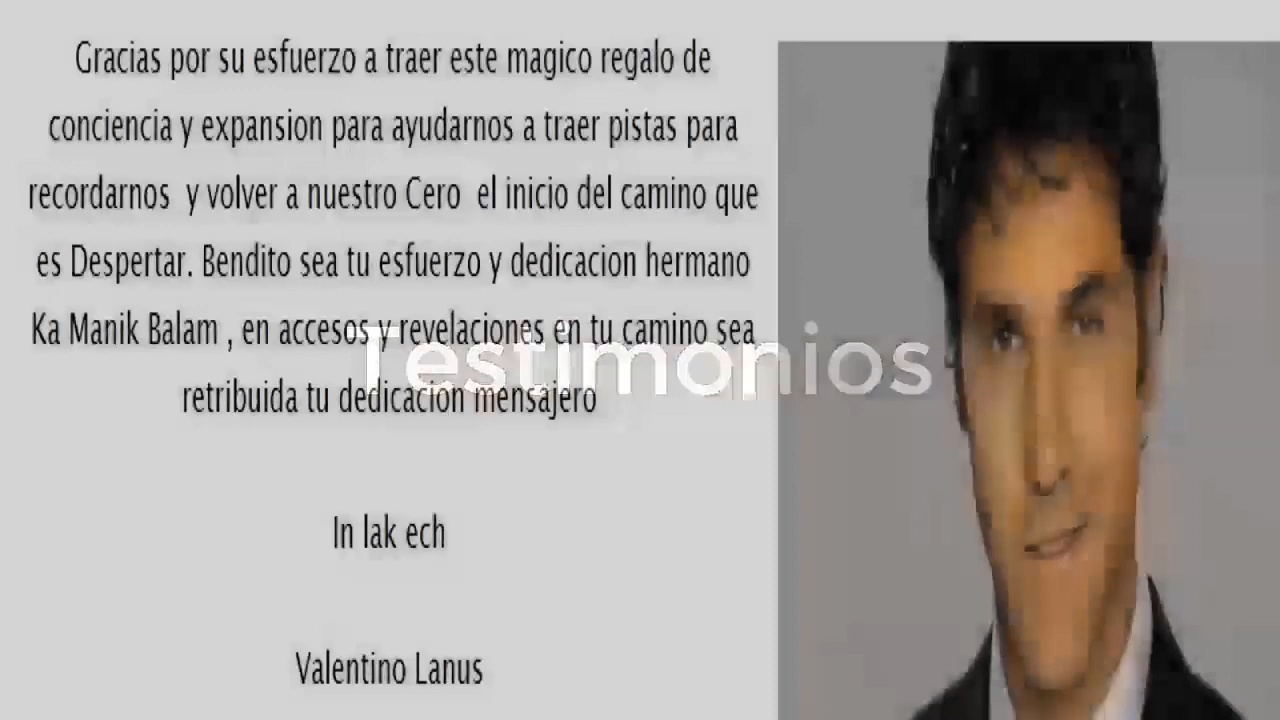 Gracias por su esfuerzo a traer este magico regalo de
conciencia y expansion para ayudarnos a traer pistas para
recordarnos y volver a nuestro Cero el inicio del camino que
es Despertar. Bendito sea tu esfuerzo y dedicacion hermano
Ka Manik Balam , en accesos y revelaciones en tu camino sea
Testimonios
retribuida tu dedicacion mensajero
In lak ech
Valentino Lanus